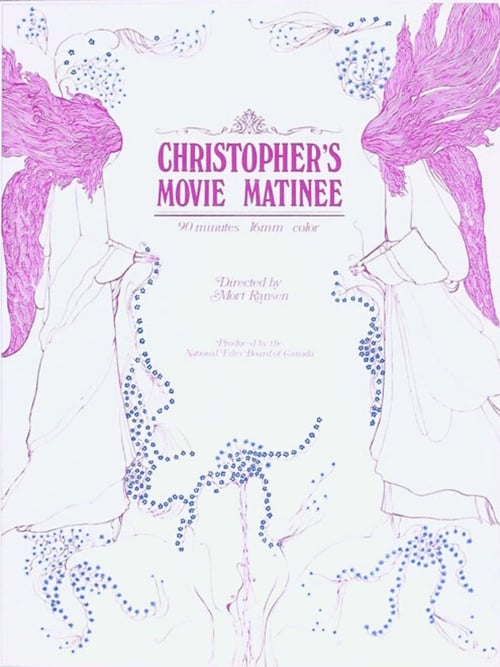 CHRISTOPHER'S
MOVIE MATINEE
90 minutes 16mm color
Directed by
Mort Ransen
Produced by the
National Film Board of Canada